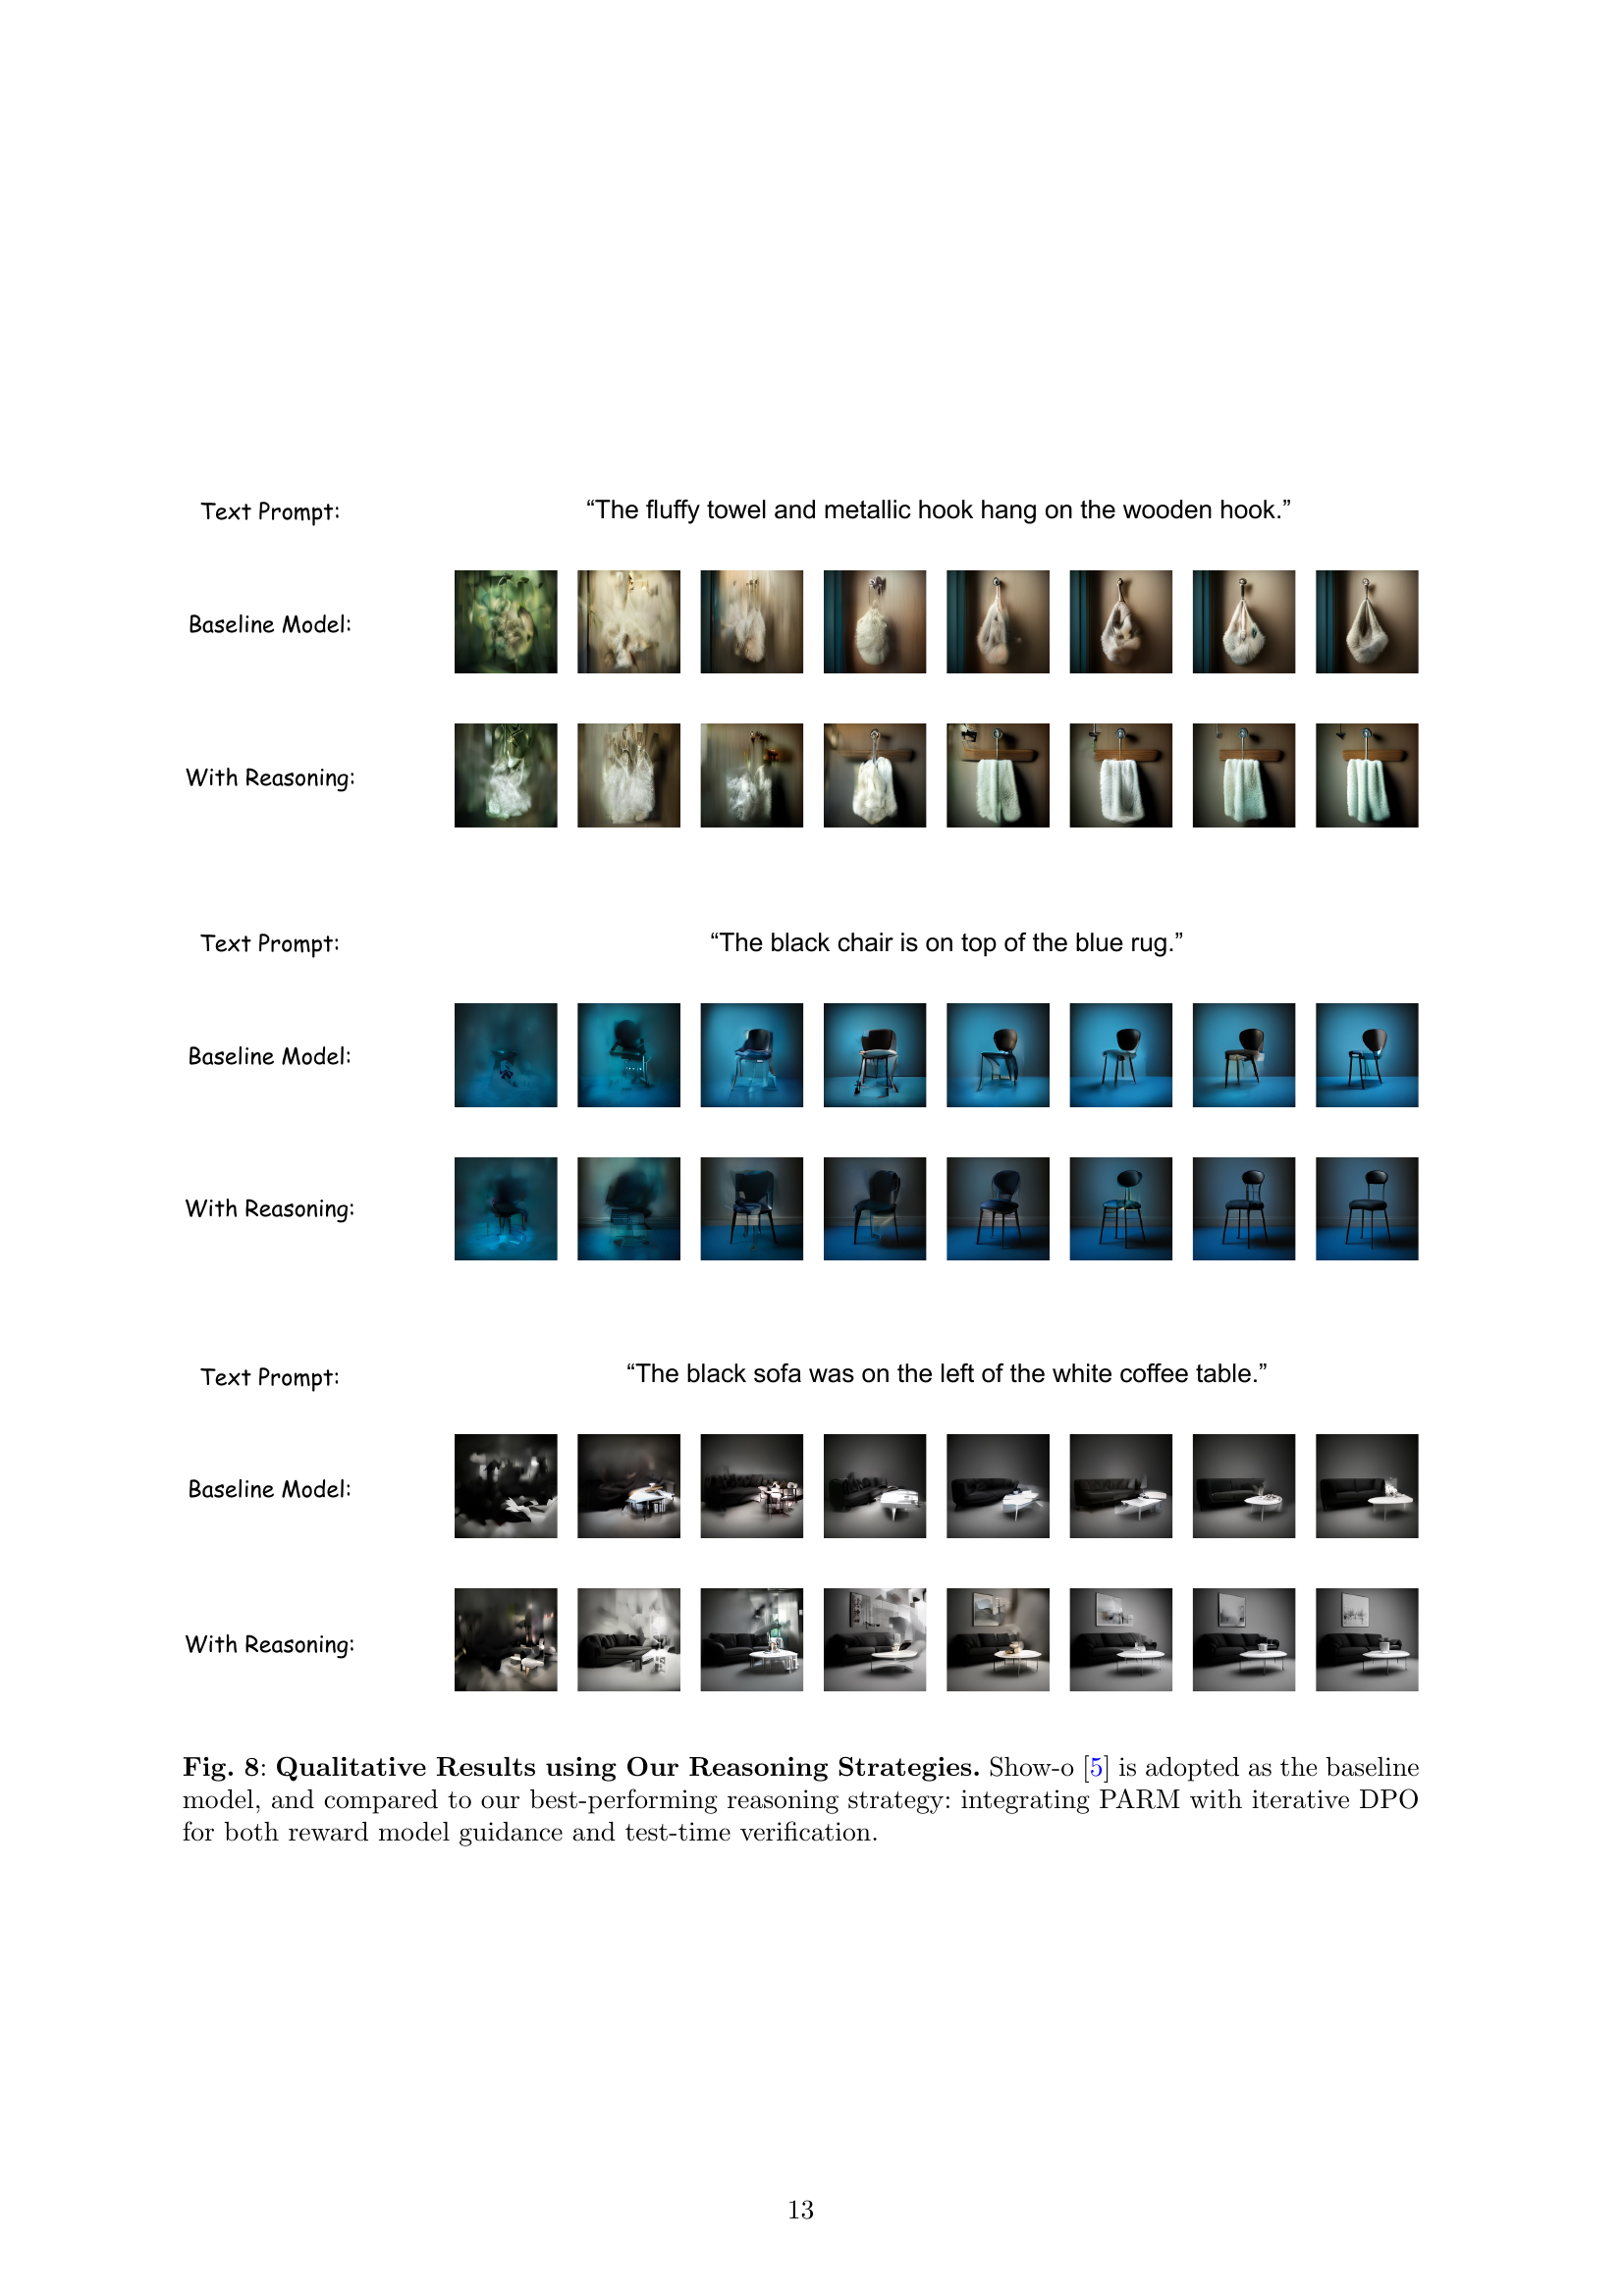 Text Prompt:
“The fluffy towel and metallic hook hang on the wooden hook.”
Baseline Model:
With Reasoning:
Text Prompt:
“The black chair is on top of the blue rug.”
Baseline Model:
With Reasoning:
Text Prompt:
“The black sofa was on the left of the white coffee table.”
Baseline Model:
With Reasoning:
Fig. 8: Qualitative Results using Our Reasoning Strategies. Show-o [5] is adopted as the baseline
model, and compared to our best-performing reasoning strategy: integrating PARM with iterative DPO
for both reward model guidance and test-time verification.
13